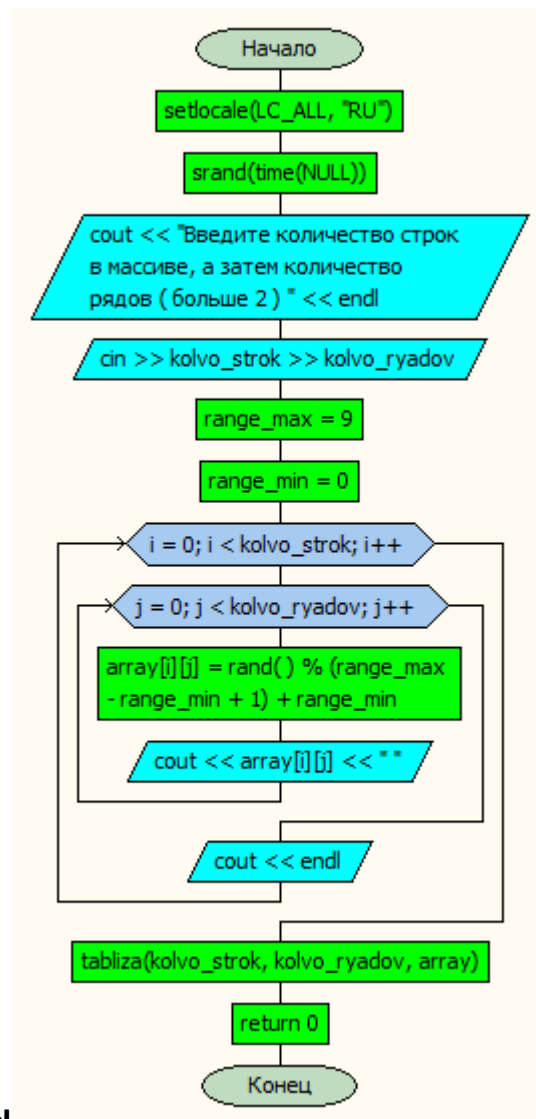 Начало
setlocale(LC_ALL, "RU")
srand(time(NULL))
cout << "Введите количество строк
в массиве, а затем количество
рядов ( больше 2 ) " << endl
cin >> kolvo_strok >> kolvo_ryadov
range_max = 9
range_min = 0
i = 0; i < kolvo_strok; i++
j = 0; j < kolvo_ryadov; j++
array[i][j] = rand( ) % (range_max
- range_min + 1) + range_min
cout << array[i][j] << " "
cout << endl
tabliza(kolvo_strok, kolvo_ryadov, array)
return 0
Конец